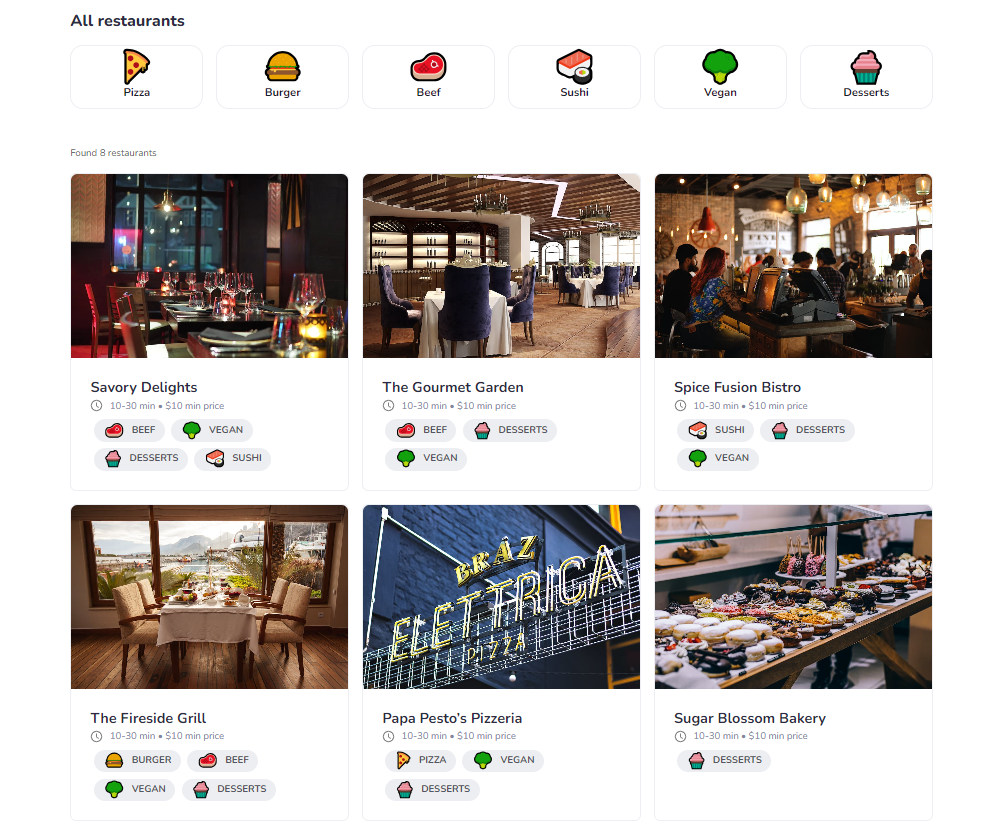 All restaurants
Pizza
Burger
Beef
Sushi
Vegan
Desserts
Found 8 restaurants
Savory Delights
10-30 min • $10 min price
BEEF
VEGAN
DESSERTS
SUSHI
The Gourmet Garden
10-30 min • $10 min price
BEEF
DESSERTS
VEGAN
Spice Fusion Bistro
10-30 min • $10 min price
SUSHI
DESSERTS
VEGAN
The Fireside Grill
10-30 min • $10 min price
BURGER
BEEF
VEGAN
DESSERTS
BRÁZ
ELETTRICA
PIZZA
Papa Pesto's Pizzeria
10-30 min • $10 min price
PIZZA
VEGAN
DESSERTS
Sugar Blossom Bakery
10-30 min • $10 min price
DESSERTS